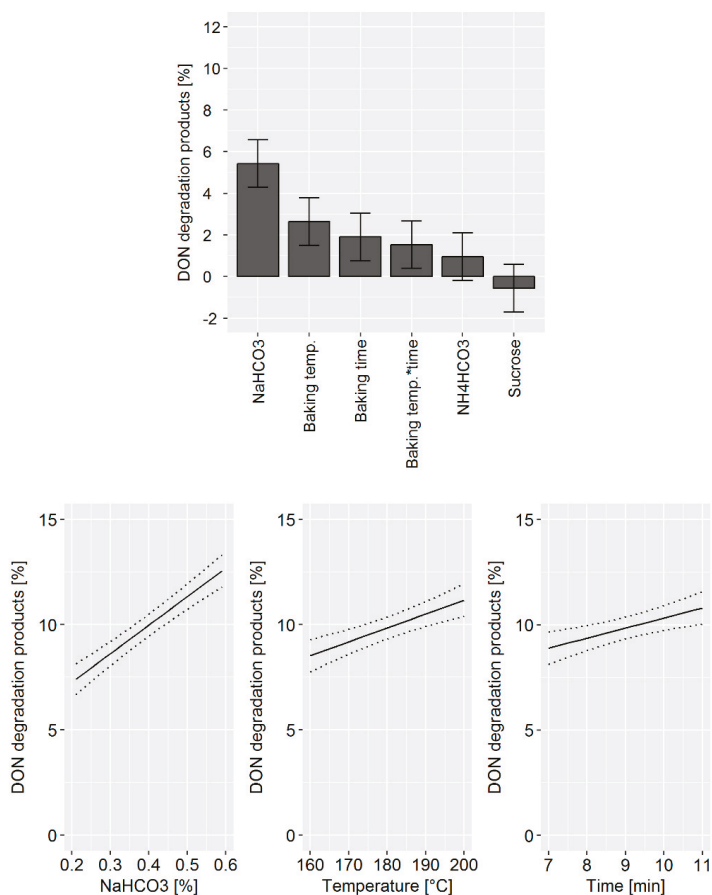 DON degradation products [%]
12
10
8
6
4
2
0
-2
NaHCO3
Baking temp.
Baking time
Baking temp.*time
NH4HCO3
Sucrose
DON degradation products [%]
15
10
5
0
0.2 0.3 0.4 0.5 0.6
NaHCO3 [%]
DON degradation products [%]
15
10
5
0
160 170 180 190 200
Temperature [°C]
DON degradation products [%]
15
10
5
0
7 8 9 10 11
Time [min]